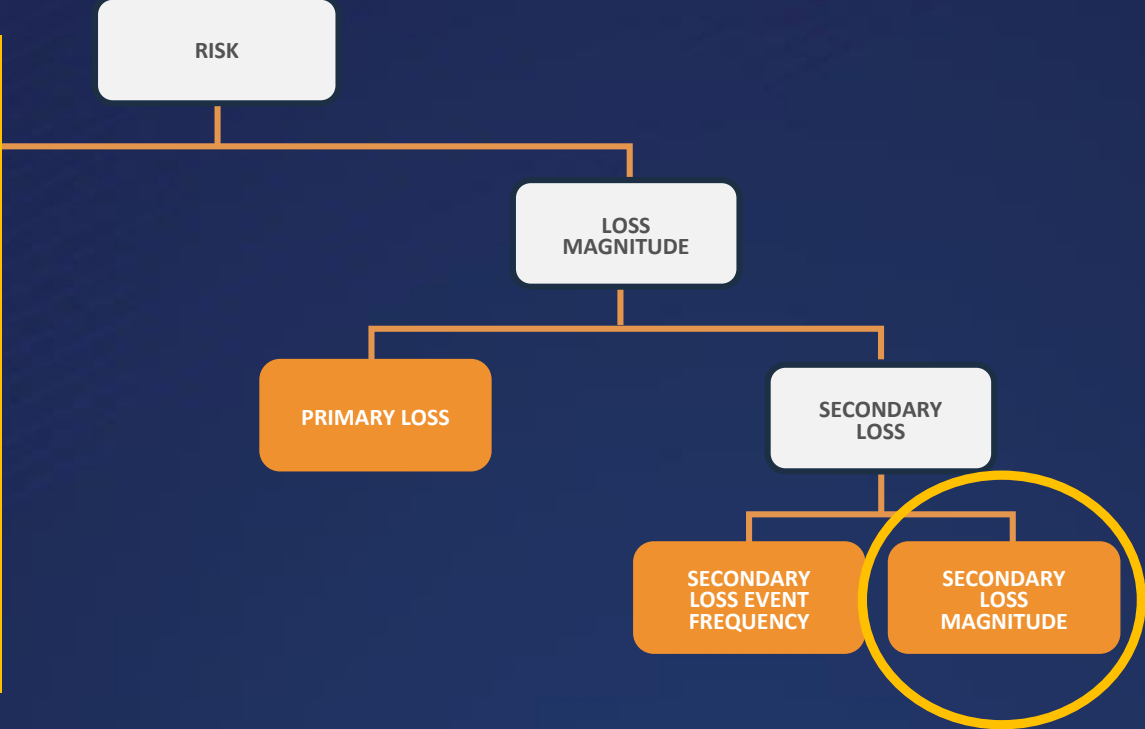 RISK
LOSS
MAGNITUDE
PRIMARY LOSS
SECONDARY
LOSS
SECONDARY
LOSS EVENT
FREQUENCY
SECONDARY
LOSS
MAGNITUDE